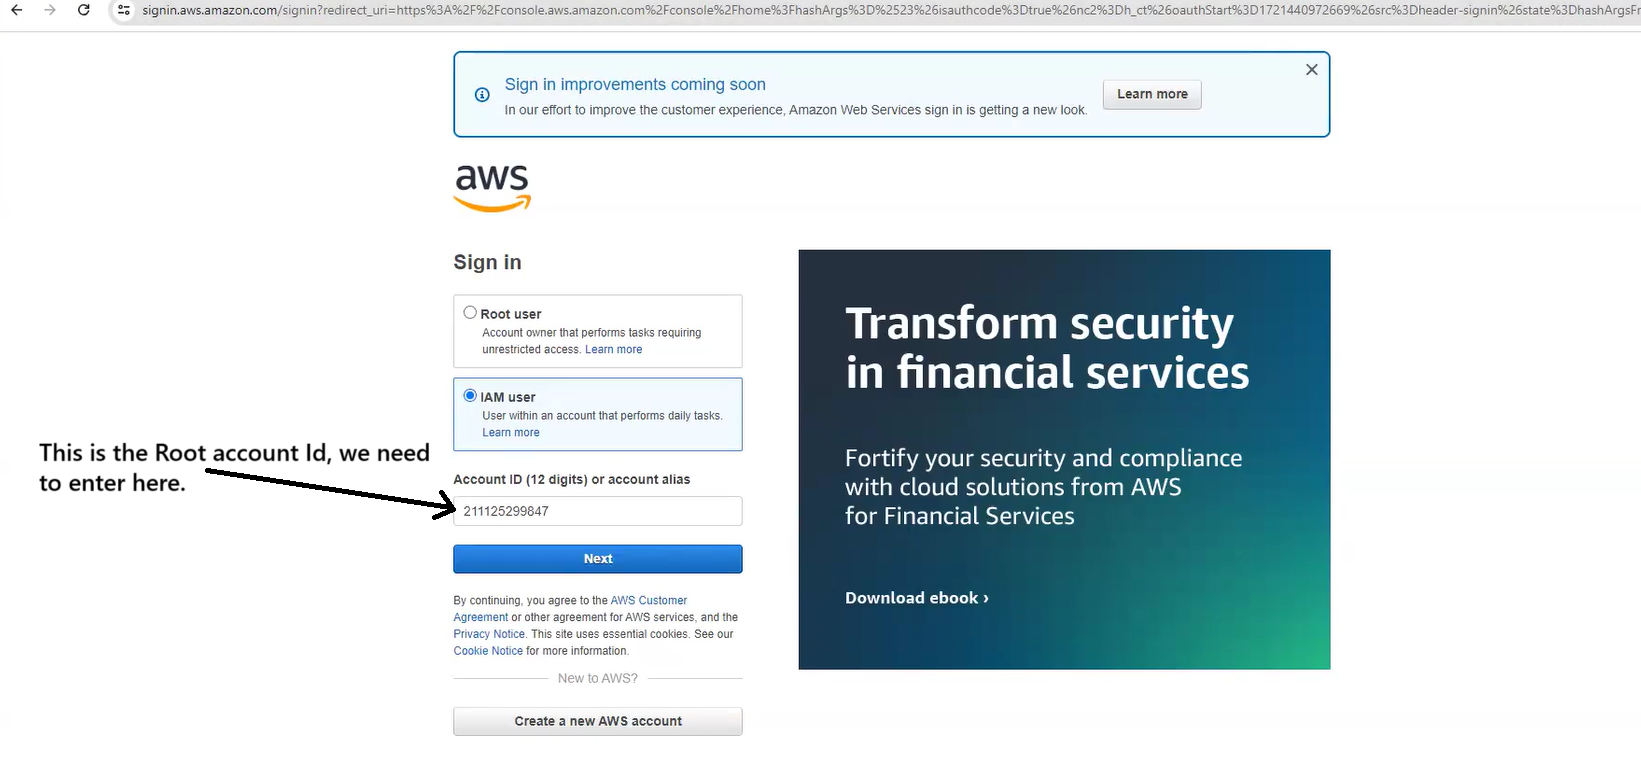 signin.aws.amazon.com/signin?redirect_uri=https%3A%2F%2Fconsole.aws.amazon.com%2Fconsole%2Fhome%3FhashArgs%3D%2523%26isauthcode%3Dtrue%26nc2%3Dh_ct%26oauthStart%3D1721440972669%26src%3Dheader-signin%26state%3DhashArgsFr
Sign in improvements coming soon
In our effort to improve the customer experience, Amazon Web Services sign in is getting a new look.
Learn more
aws
Sign in
Root user
Account owner that performs tasks requiring
unrestricted access. Learn more
IAM user
User within an account that performs daily tasks.
Learn more
This is the Root account Id, we need
to enter here.
Account ID (12 digits) or account alias
211125299847
Next
By continuing, you agree to the AWS Customer
Agreement or other agreement for AWS services, and the
Privacy Notice. This site uses essential cookies. See our
Cookie Notice for more information.
New to AWS?
Create a new AWS account
Transform security
in financial services
Fortify your security and compliance
with cloud solutions from AWS
for Financial Services
Download ebook ›